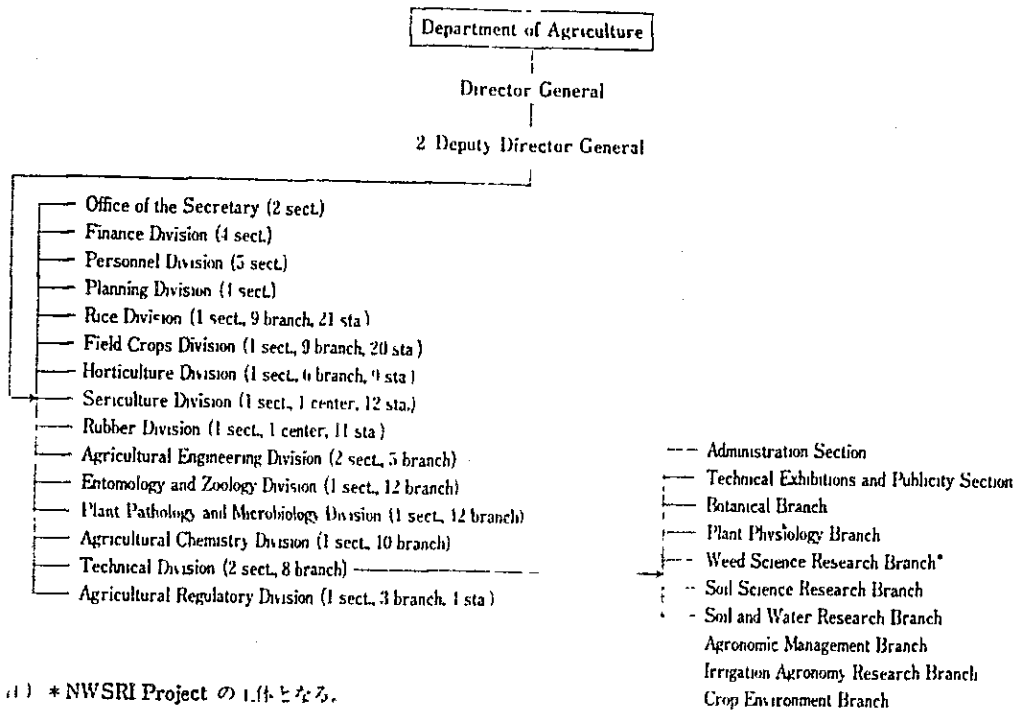 Department of Agriculture
Director General
2 Deputy Director General
Office of the Secretary (2 sect.)
Finance Division (4 sect.)
Personnel Division (5 sect.)
Planning Division (4 sect.)
Rice Division (1 sect., 9 branch, 21 sta)
Field Crops Division (1 sect., 9 branch, 20 sta)
Horticulture Division (1 sect., 6 branch, 9 sta)
Sericulture Division (1 sect., 1 center, 12 sta.)
Rubber Division (1 sect., 1 center, 11 sta)
Agricultural Engineering Division (2 sect., 5 branch)
Entomology and Zoology Division (1 sect., 12 branch)
Plant Pathology and Microbiology Division (1 sect., 12 branch)
Agricultural Chemistry Division (1 sect., 10 branch)
Technical Division (2 sect., 8 branch)
Agricultural Regulatory Division (1 sect., 3 branch, 1 sta)
Administration Section
Technical Exhibitions and Publicity Section
Botanical Branch
Plant Physiology Branch
Weed Science Research Branch*
Soil Science Research Branch
Soil and Water Research Branch
Agronomic Management Branch
Irrigation Agronomy Research Branch
Crop Environment Branch
*NWSRI Project の主体となる。